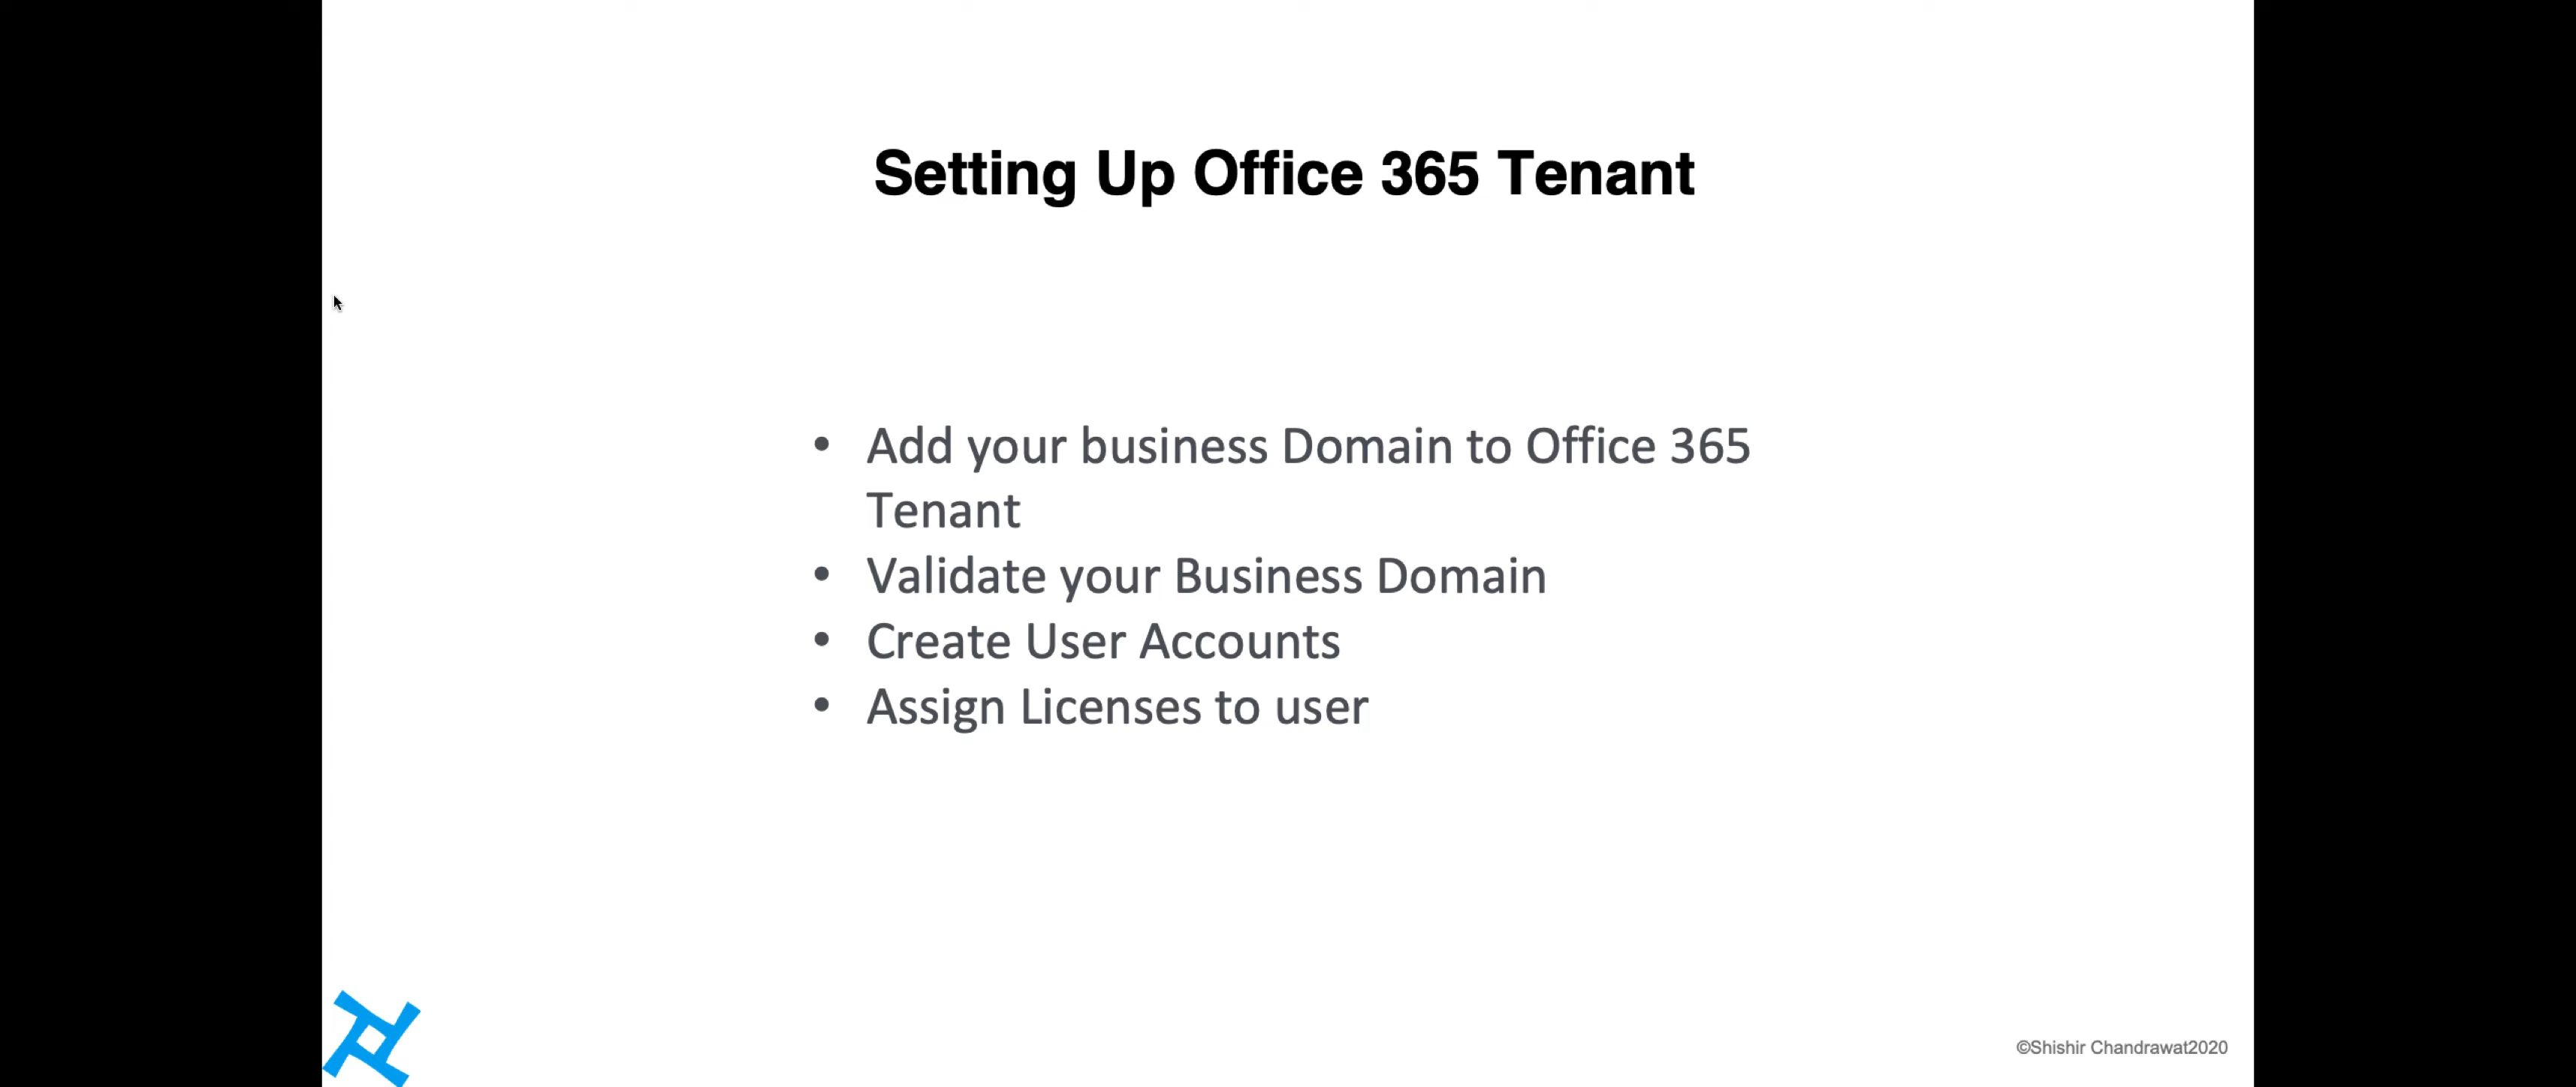 Setting Up Office 365 Tenant
• Add your business Domain to Office 365
Tenant
• Validate your Business Domain
• Create User Accounts
• Assign Licenses to user
©Shishir Chandrawat2020